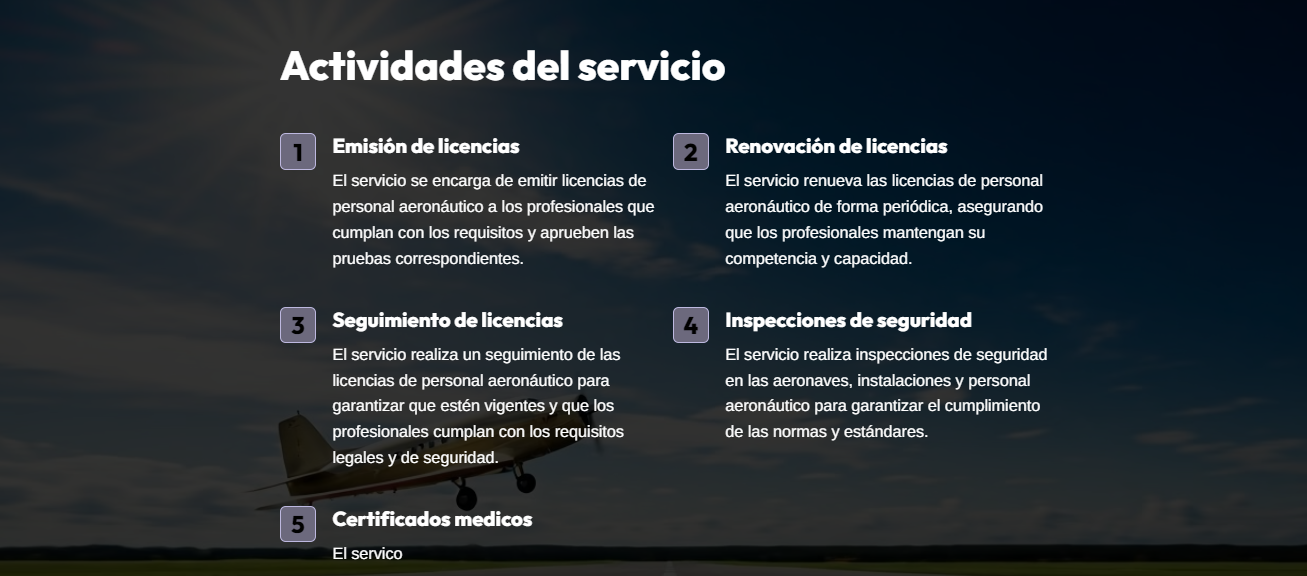 Actividades del servicio
1
Emisión de licencias
El servicio se encarga de emitir licencias de
personal aeronáutico a los profesionales que
cumplan con los requisitos y aprueben las
pruebas correspondientes.
2
Renovación de licencias
El servicio renueva las licencias de personal
aeronáutico de forma periódica, asegurando
que los profesionales mantengan su
competencia y capacidad.
3
Seguimiento de licencias
El servicio realiza un seguimiento de las
licencias de personal aeronáutico para
garantizar que estén vigentes y que los
profesionales cumplan con los requisitos
legales y de seguridad.
4
Inspecciones de seguridad
El servicio realiza inspecciones de seguridad
en las aeronaves, instalaciones y personal
aeronáutico para garantizar el cumplimiento
de las normas y estándares.
5
Certificados medicos
El servico